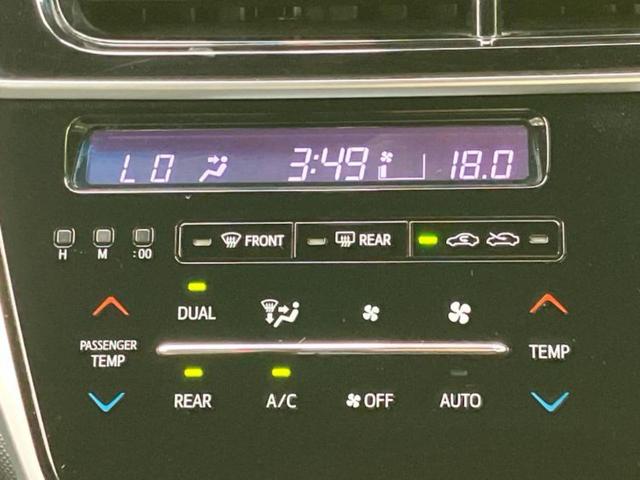 LO 3:49 18.0
FRONT REAR
H M :00
DUAL
PASSENGER
TEMP
TEMP
REAR A/C OFF AUTO